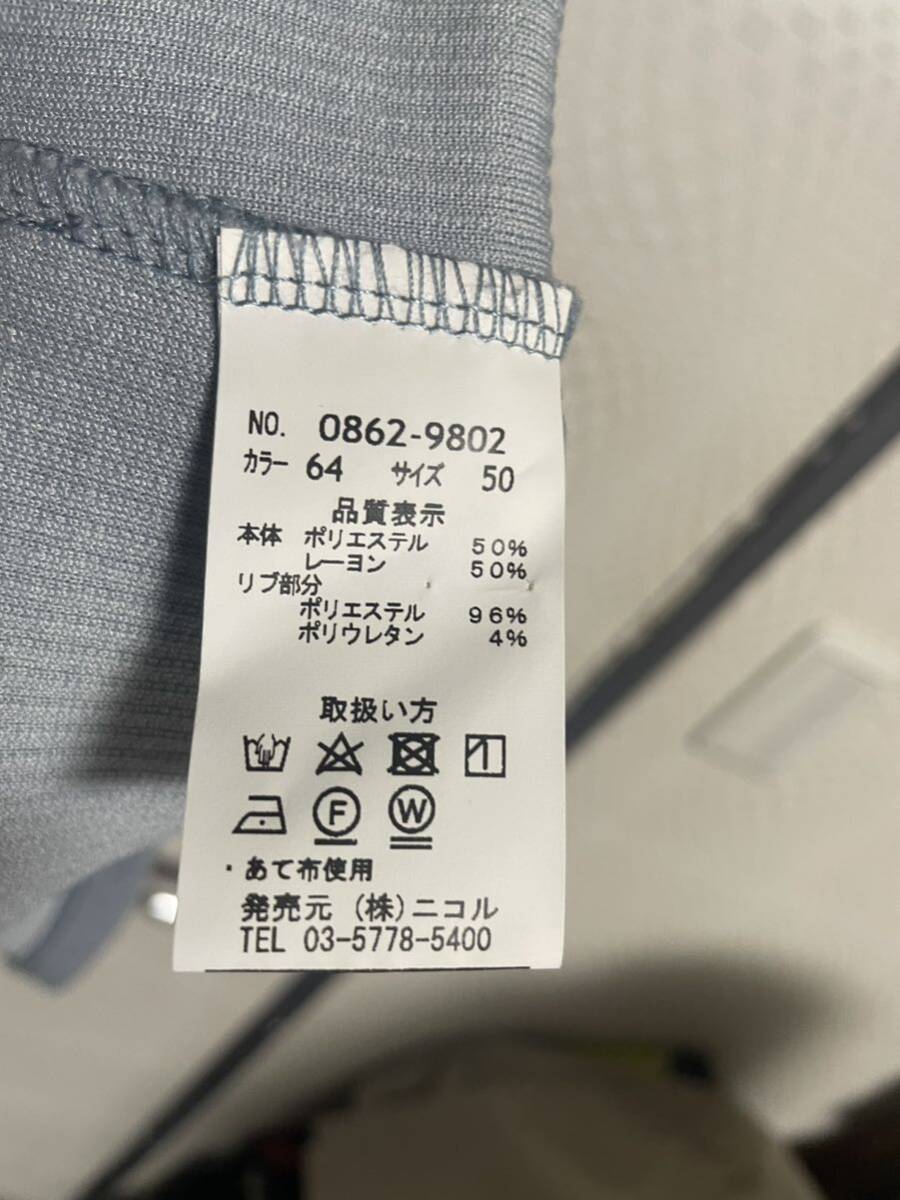 NO. 0862-9802
カラー 64 サイズ 50
品質表示
本体 ポリエステル 50%
レーヨン 50%
リブ部分
ポリエステル 96%
ポリウレタン 4%
取扱い方
F W
・あて布使用
発売元 (株)ニコル
TEL 03-5778-5400